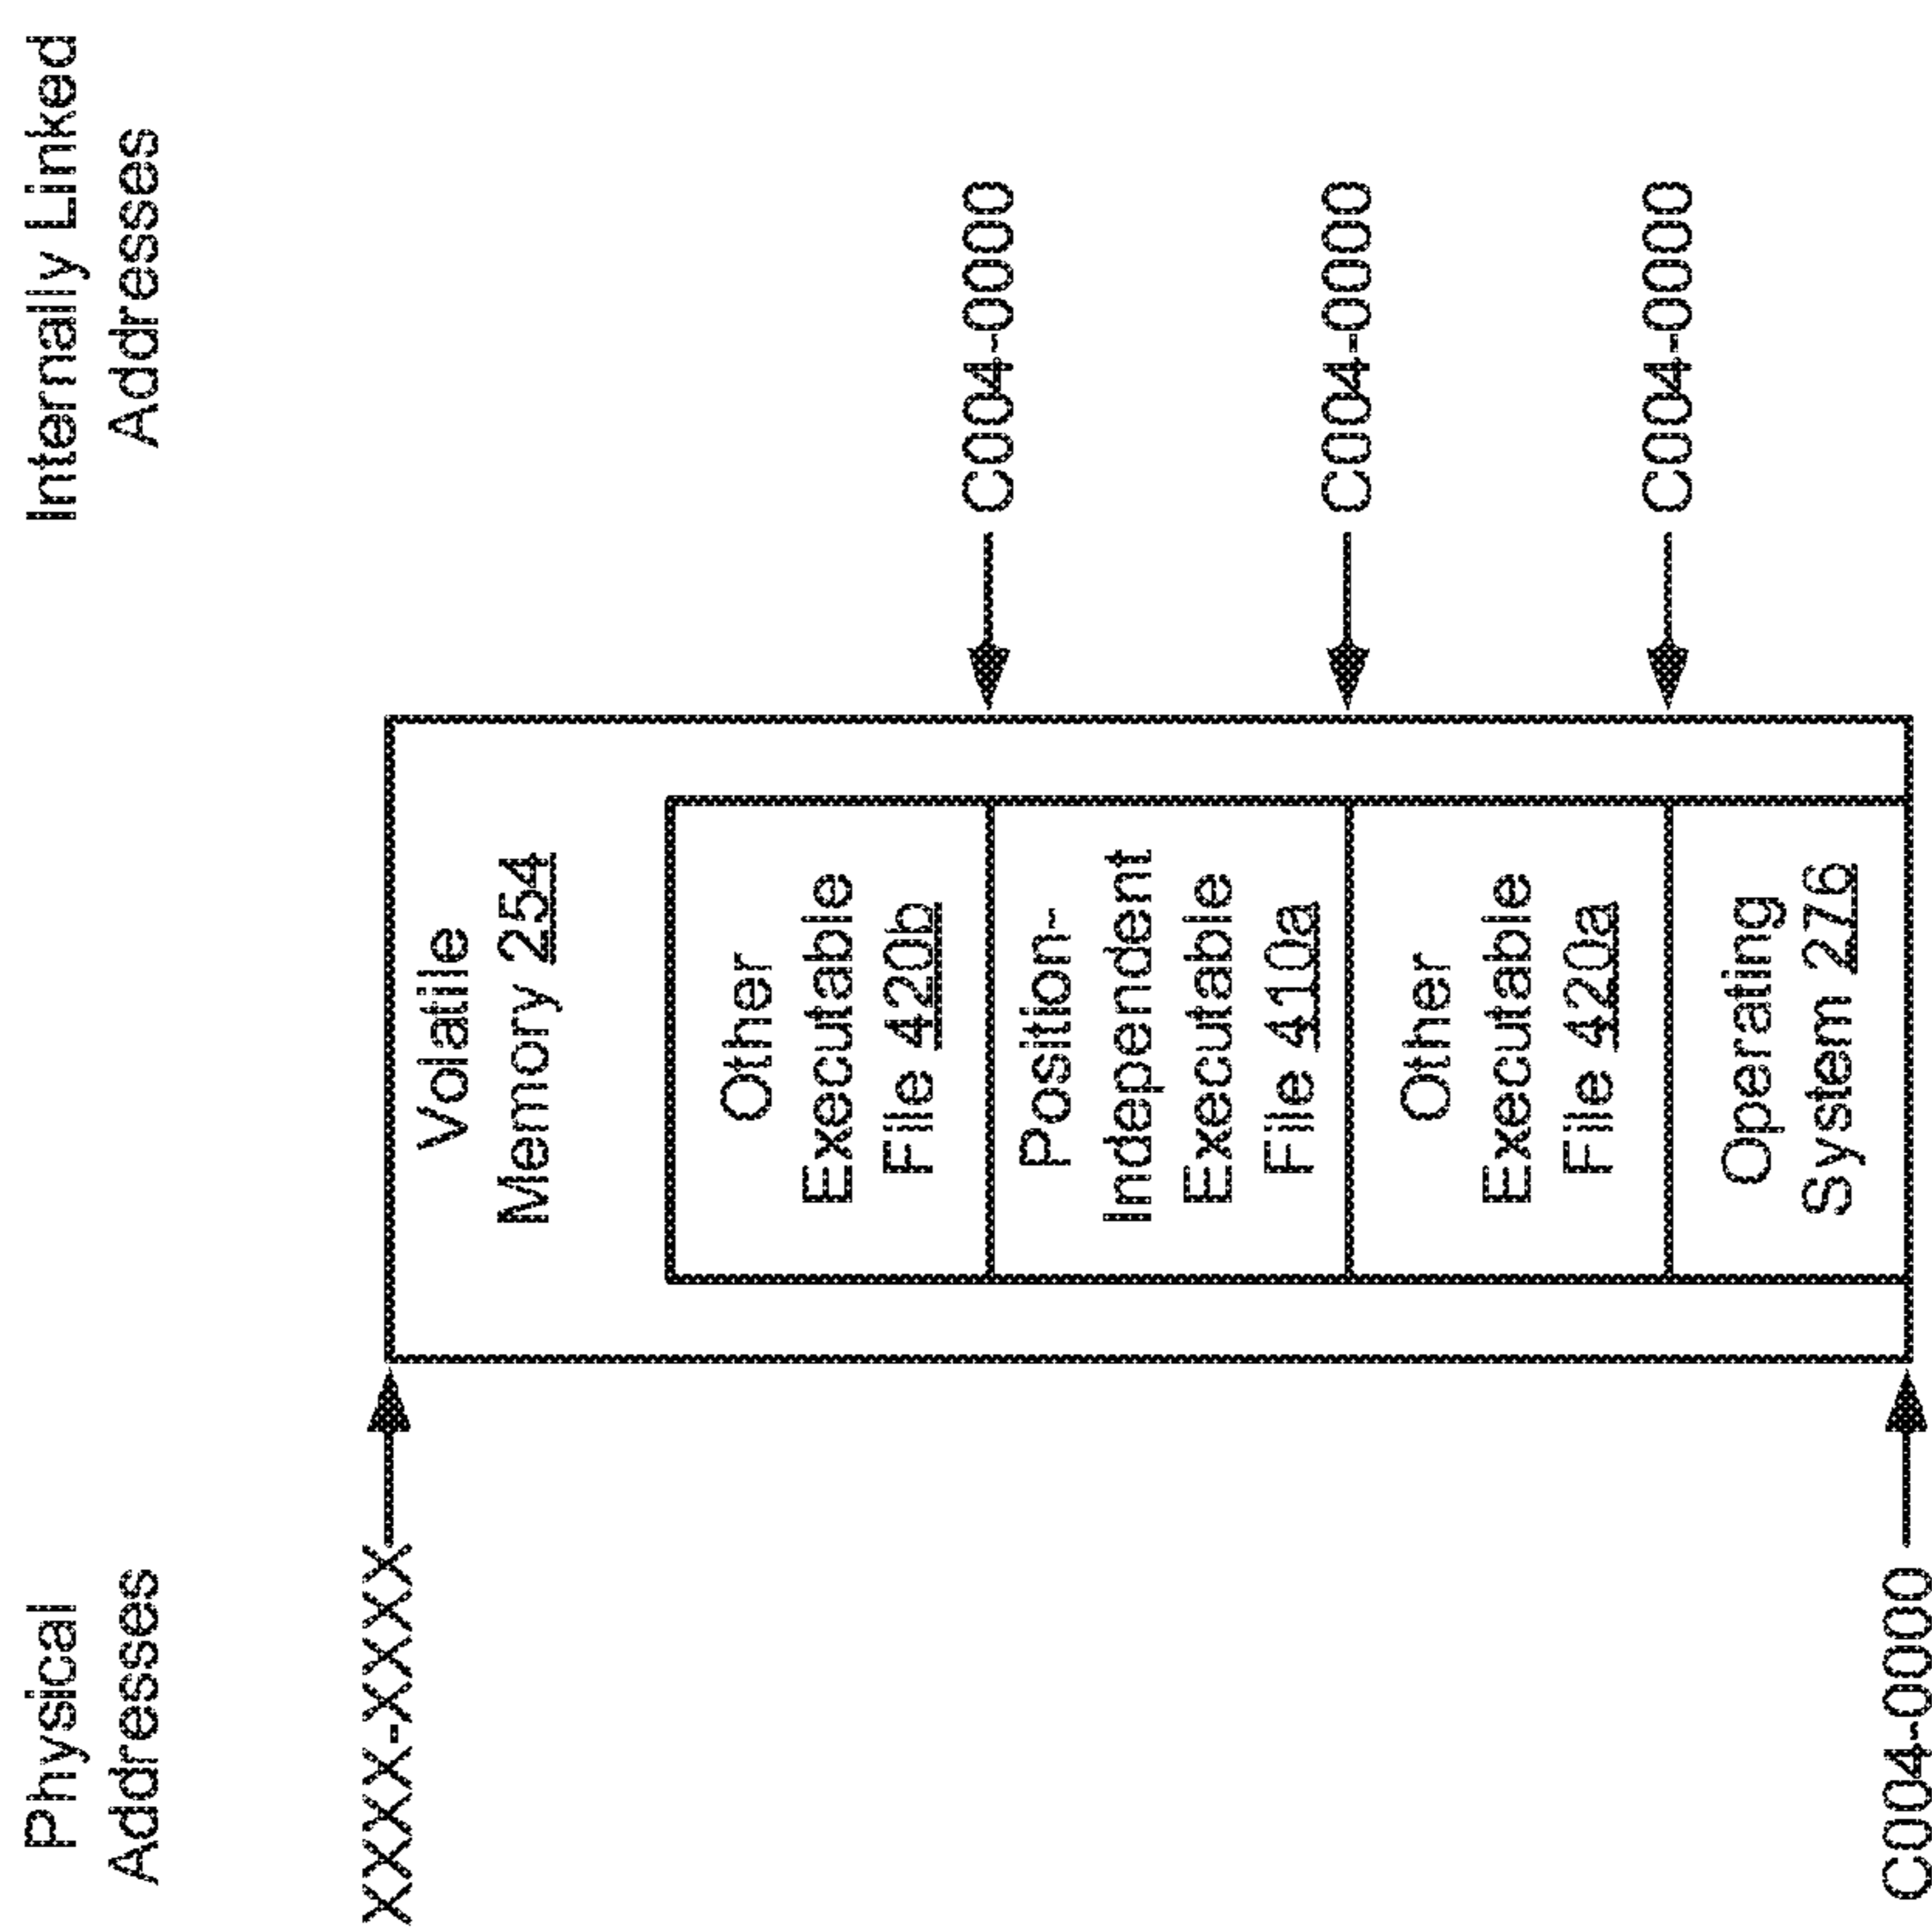 Physical
Addresses
Internally Linked
Addresses
XXXX-XXXX
Volatile
Memory 254
Other
Executable
File 420b
C004-0000
Position-
Independent
Executable
File 410a
C004-0000
Other
Executable
File 420a
C004-0000
Operating
System 276
C004-0000